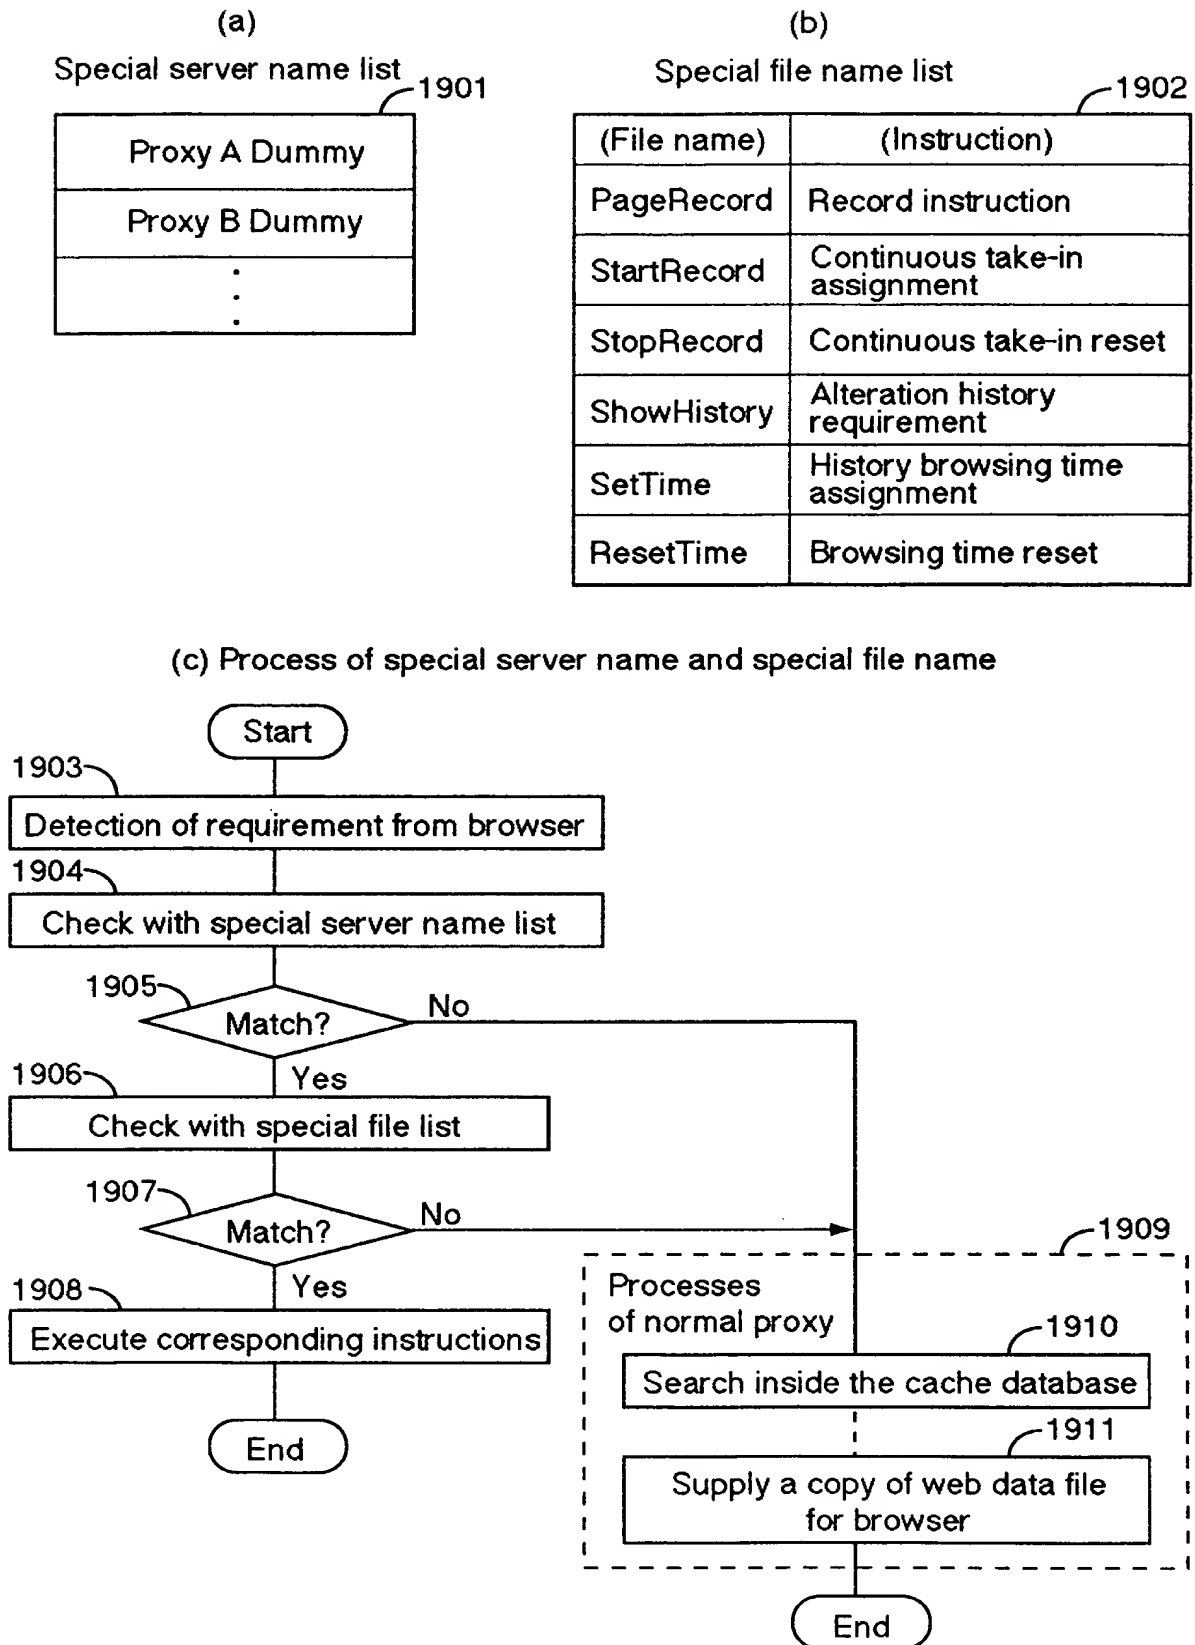 (a)
Special server name list
1901
Proxy A Dummy
Proxy B Dummy
(b)
Special file name list
1902
(File name) (Instruction)
PageRecord Record instruction
StartRecord Continuous take-in
assignment
StopRecord Continuous take-in reset
ShowHistory Alteration history
requirement
SetTime History browsing time
assignment
ResetTime Browsing time reset
(c) Process of special server name and special file name
Start
1903
Detection of requirement from browser
1904
Check with special server name list
1905
Match?
No
Yes
1906
Check with special file list
1907
Match?
No
Yes
1908
Execute corresponding instructions
End
1909
Processes
of normal proxy
1910
Search inside the cache database
1911
Supply a copy of web data file
for browser
End